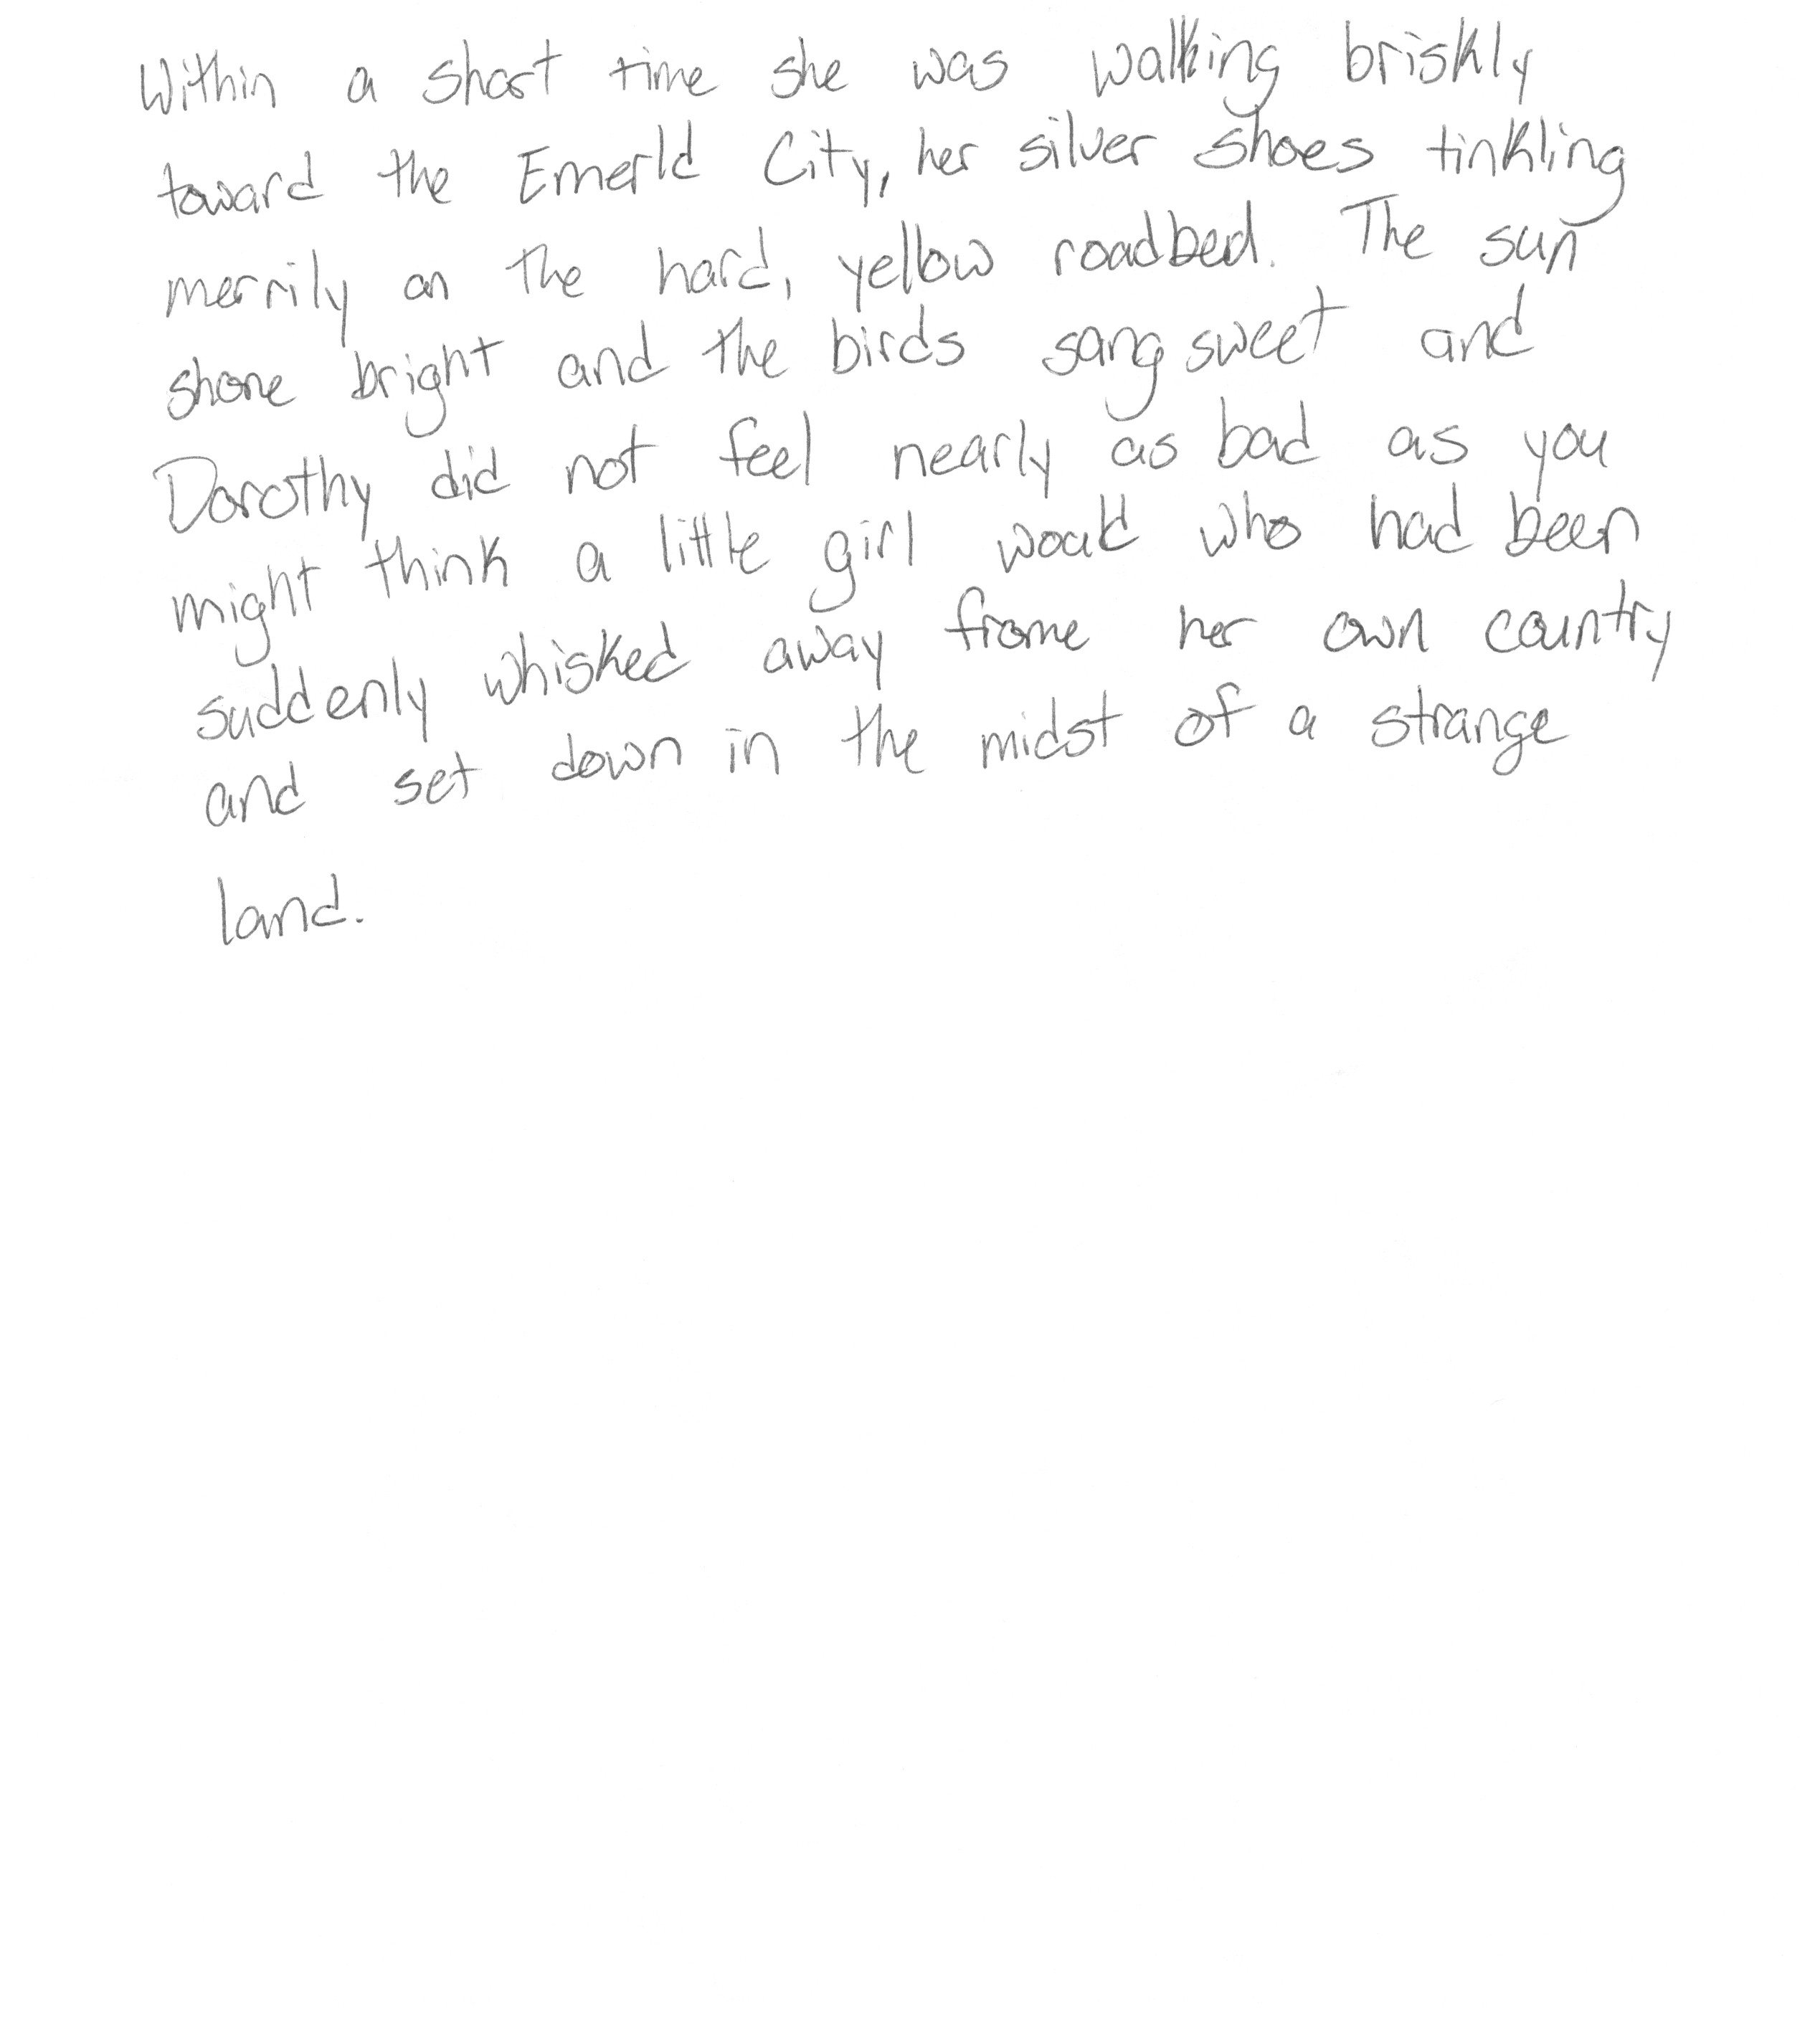 Within a short time she was walking briskly
toward the Emerld City, her silver shoes tinkling
merrily on the hard, yellow roadbed. The sun
shone bright and the birds sang sweet and
Dorothy did not feel nearly as bad as you
might think a little girl would who had been
suddenly whisked away frome her own country
and set down in the midst of a strange
land.